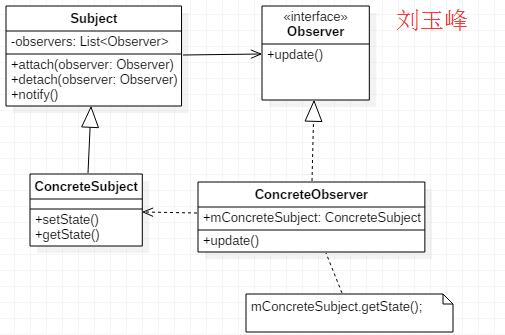 Subject
-observers: List<Observer>
+attach(observer: Observer)
+detach(observer: Observer)
+notify()
«interface»
Observer
+update()
刘玉峰
ConcreteSubject
+setState()
+getState()
ConcreteObserver
+mConcreteSubject: ConcreteSubject
+update()
mConcreteSubject.getState();